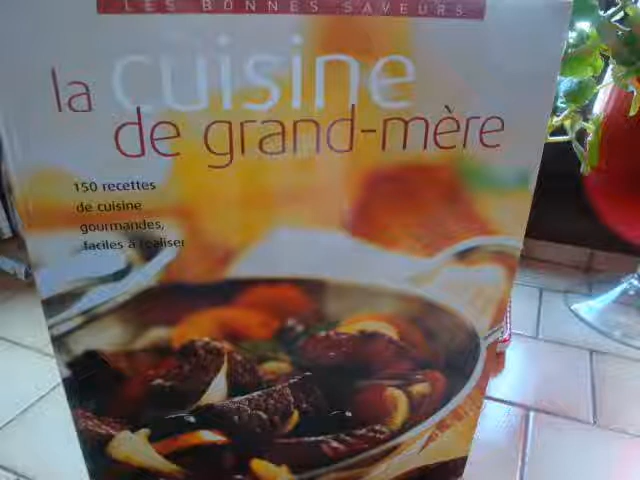 LES BONNES SAVEURS
la cuisine
de grand-mère
150 recettes
de cuisine
gourmandes,
faciles à réaliser